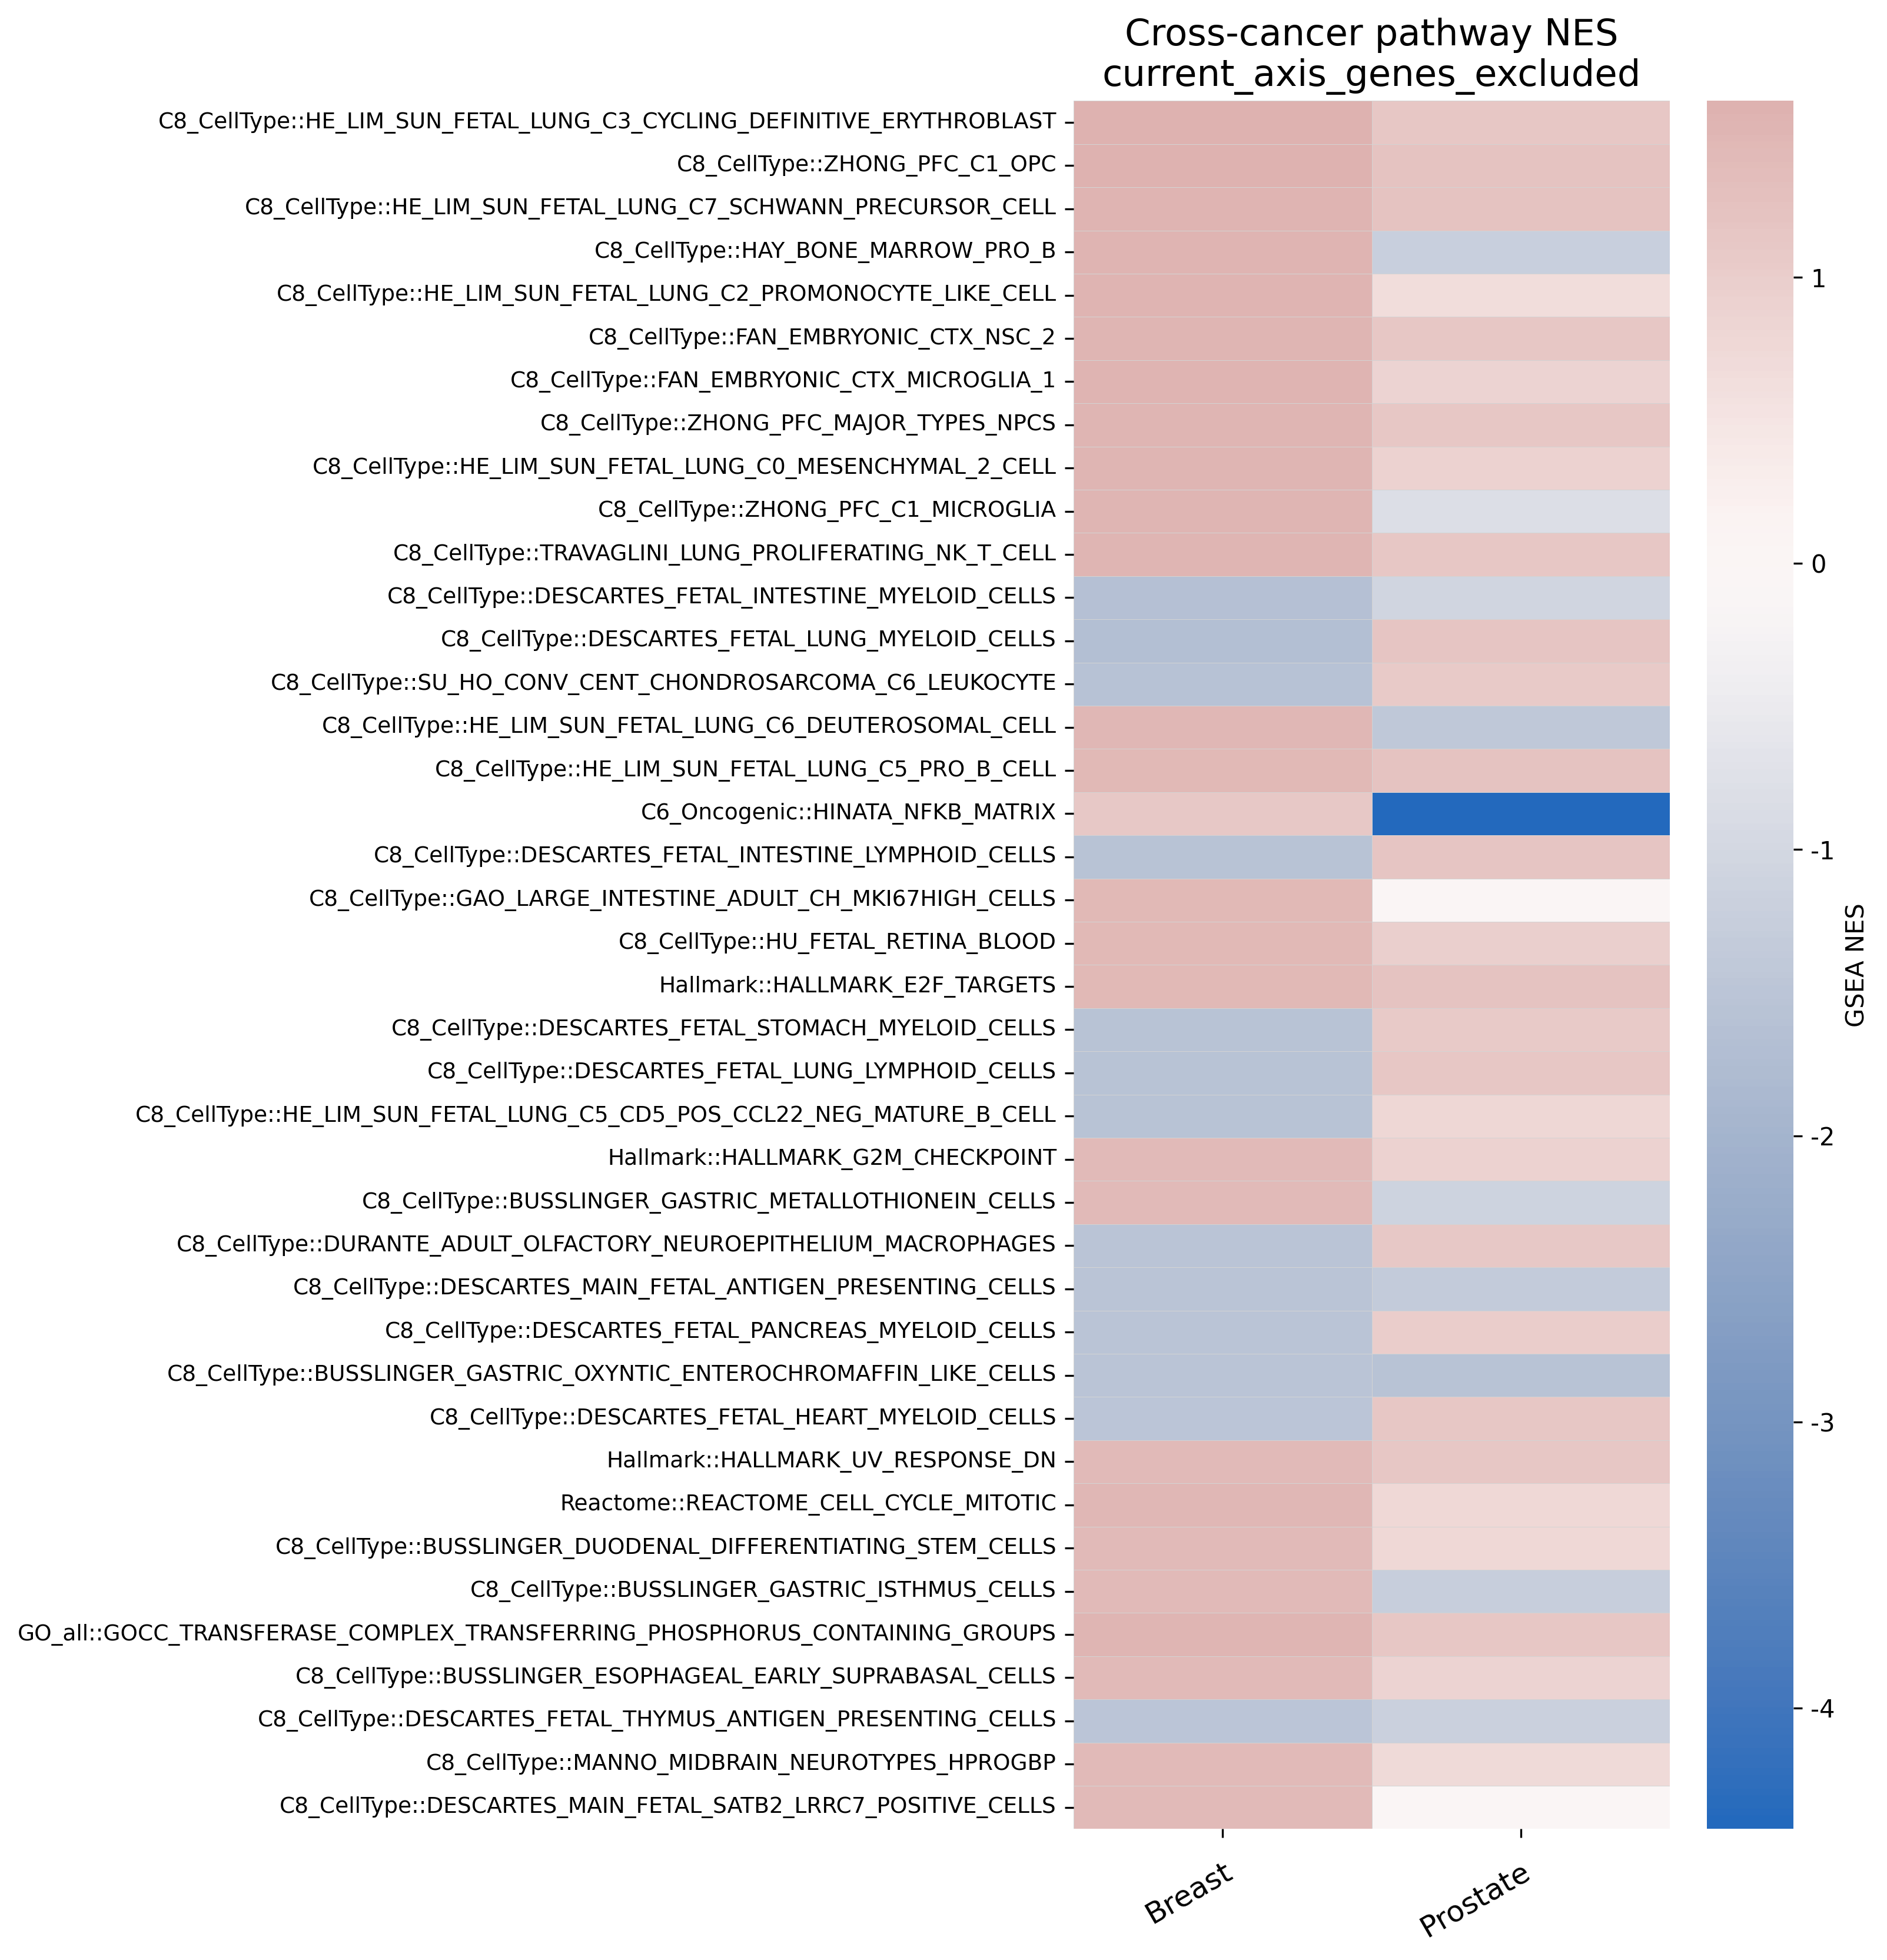 Cross-cancer pathway NES
current_axis_genes_excluded
C8_CellType::HE_LIM_SUN_FETAL_LUNG_C3_CYCLING_DEFINITIVE_ERYTHROBLAST
C8_CellType::ZHONG_PFC_C1_OPC
C8_CellType::HE_LIM_SUN_FETAL_LUNG_C7_SCHWANN_PRECURSOR_CELL
C8_CellType::HAY_BONE_MARROW_PRO_B
C8_CellType::HE_LIM_SUN_FETAL_LUNG_C2_PROMONOCYTE_LIKE_CELL
C8_CellType::FAN_EMBRYONIC_CTX_NSC_2
C8_CellType::FAN_EMBRYONIC_CTX_MICROGLIA_1
C8_CellType::ZHONG_PFC_MAJOR_TYPES_NPCS
C8_CellType::HE_LIM_SUN_FETAL_LUNG_C0_MESENCHYMAL_2_CELL
C8_CellType::ZHONG_PFC_C1_MICROGLIA
C8_CellType::TRAVAGLINI_LUNG_PROLIFERATING_NK_T_CELL
C8_CellType::DESCARTES_FETAL_INTESTINE_MYELOID_CELLS
C8_CellType::DESCARTES_FETAL_LUNG_MYELOID_CELLS
C8_CellType::SU_HO_CONV_CENT_CHONDROSARCOMA_C6_LEUKOCYTE
C8_CellType::HE_LIM_SUN_FETAL_LUNG_C6_DEUTEROSOMAL_CELL
C8_CellType::HE_LIM_SUN_FETAL_LUNG_C5_PRO_B_CELL
C6_Oncogenic::HINATA_NFKB_MATRIX
C8_CellType::DESCARTES_FETAL_INTESTINE_LYMPHOID_CELLS
C8_CellType::GAO_LARGE_INTESTINE_ADULT_CH_MKI67HIGH_CELLS
C8_CellType::HU_FETAL_RETINA_BLOOD
Hallmark::HALLMARK_E2F_TARGETS
C8_CellType::DESCARTES_FETAL_STOMACH_MYELOID_CELLS
C8_CellType::DESCARTES_FETAL_LUNG_LYMPHOID_CELLS
C8_CellType::HE_LIM_SUN_FETAL_LUNG_C5_CD5_POS_CCL22_NEG_MATURE_B_CELL
Hallmark::HALLMARK_G2M_CHECKPOINT
C8_CellType::BUSSLINGER_GASTRIC_METALLOTHIONEIN_CELLS
C8_CellType::DURANTE_ADULT_OLFACTORY_NEUROEPITHELIUM_MACROPHAGES
C8_CellType::DESCARTES_MAIN_FETAL_ANTIGEN_PRESENTING_CELLS
C8_CellType::DESCARTES_FETAL_PANCREAS_MYELOID_CELLS
C8_CellType::BUSSLINGER_GASTRIC_OXYNTIC_ENTEROCHROMAFFIN_LIKE_CELLS
C8_CellType::DESCARTES_FETAL_HEART_MYELOID_CELLS
Hallmark::HALLMARK_UV_RESPONSE_DN
Reactome::REACTOME_CELL_CYCLE_MITOTIC
C8_CellType::BUSSLINGER_DUODENAL_DIFFERENTIATING_STEM_CELLS
C8_CellType::BUSSLINGER_GASTRIC_ISTHMUS_CELLS
GO_all::GOCC_TRANSFERASE_COMPLEX_TRANSFERRING_PHOSPHORUS_CONTAINING_GROUPS
C8_CellType::BUSSLINGER_ESOPHAGEAL_EARLY_SUPRABASAL_CELLS
C8_CellType::DESCARTES_FETAL_THYMUS_ANTIGEN_PRESENTING_CELLS
C8_CellType::MANNO_MIDBRAIN_NEUROTYPES_HPROGBP
C8_CellType::DESCARTES_MAIN_FETAL_SATB2_LRRC7_POSITIVE_CELLS
Breast
Prostate
1
0
-1
-2
-3
-4
GSEA NES